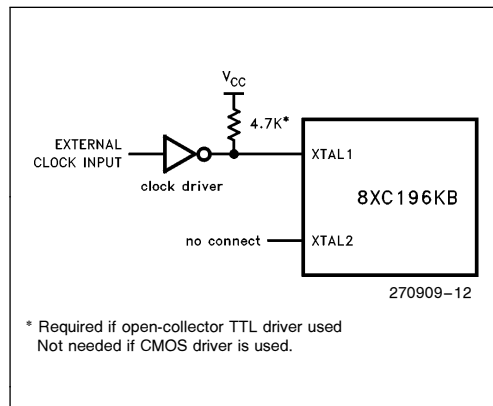 VCC
4.7K*
EXTERNAL
CLOCK INPUT
clock driver
XTAL1
8XC196KB
no connect
XTAL2
270909–12
* Required if open-collector TTL driver used
Not needed if CMOS driver is used.